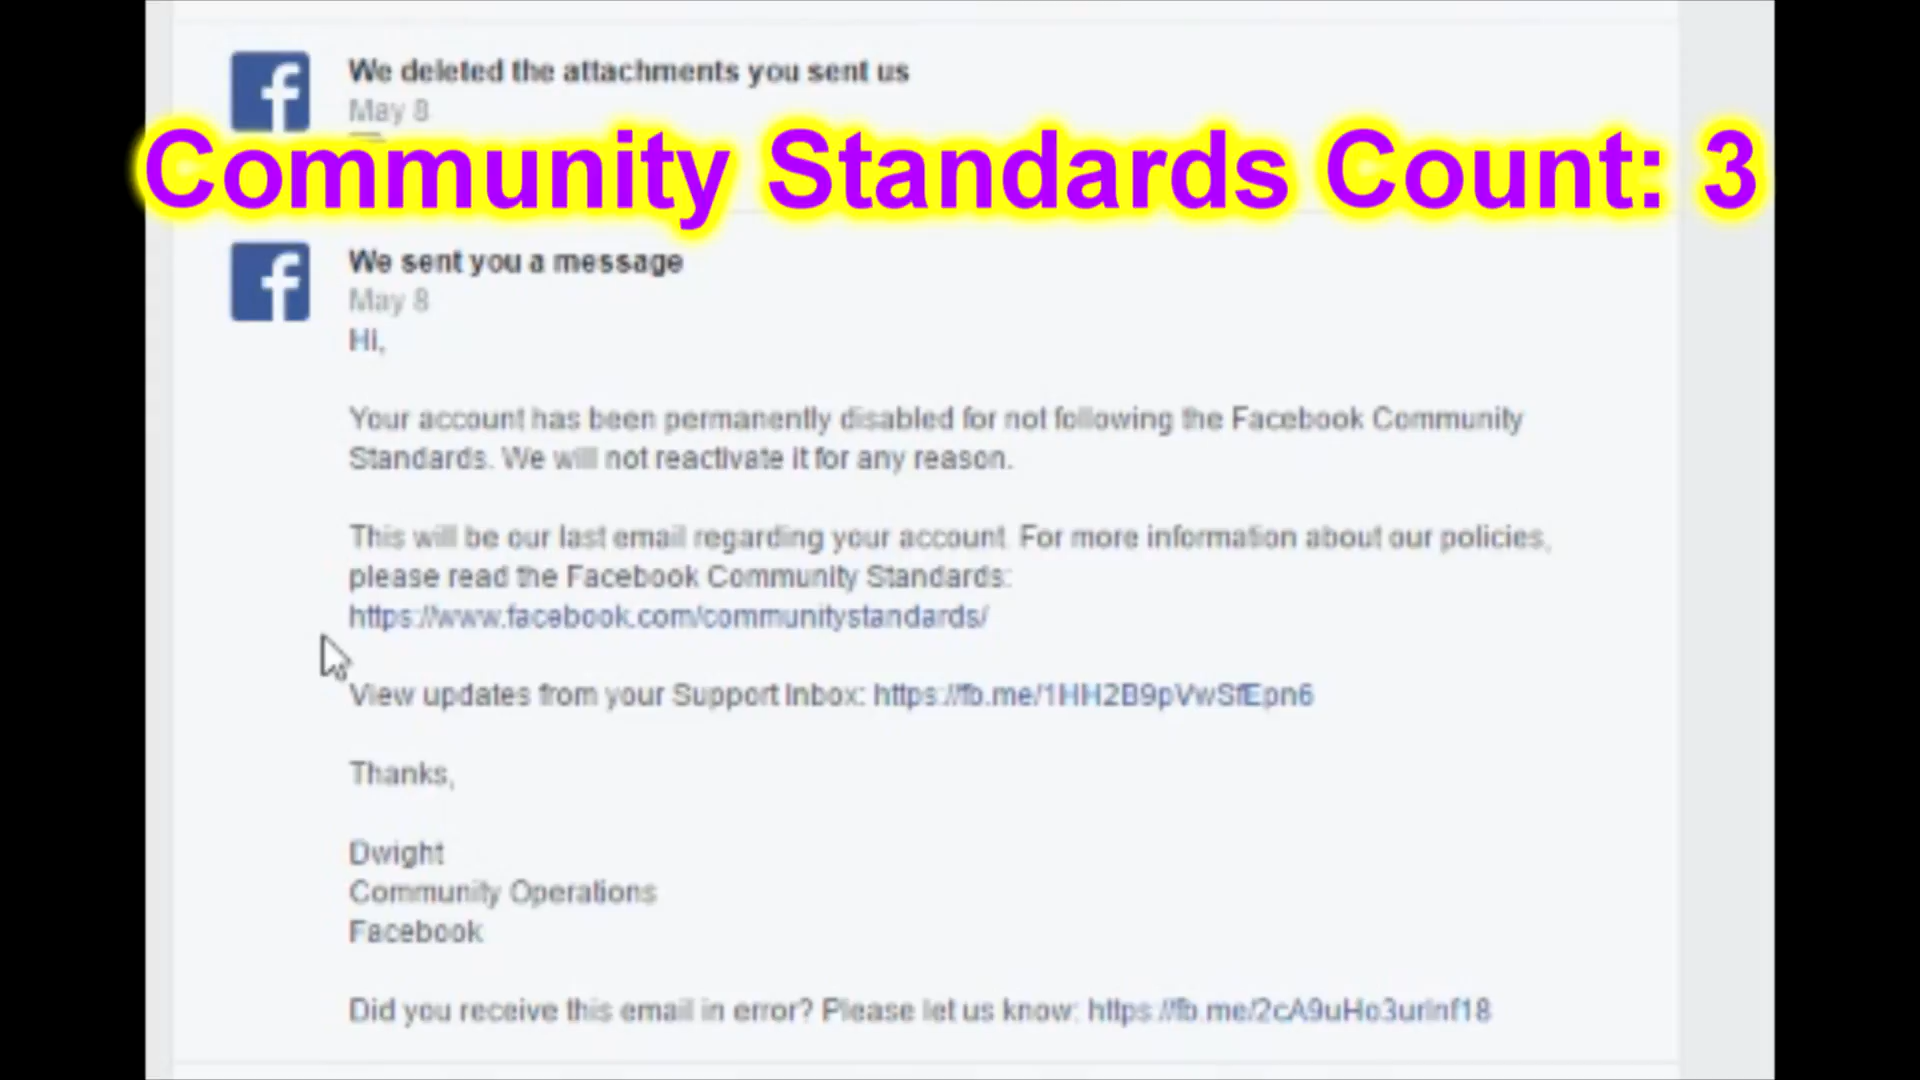 We deleted the attachments you sent us
May 8
Community Standards Count: 3
We sent you a message
May 8
Hi,
Your account has been permanently disabled for not following the Facebook Community
Standards. We will not reactivate it for any reason.
This will be our last email regarding your account. For more information about our policies,
please read the Facebook Community Standards:
https://www.facebook.com/communitystandards/
View updates from your Support Inbox: https://fb.me/1HH2B9pVwSfEpn6
Thanks,
Dwight
Community Operations
Facebook
Did you receive this email in error? Please let us know: